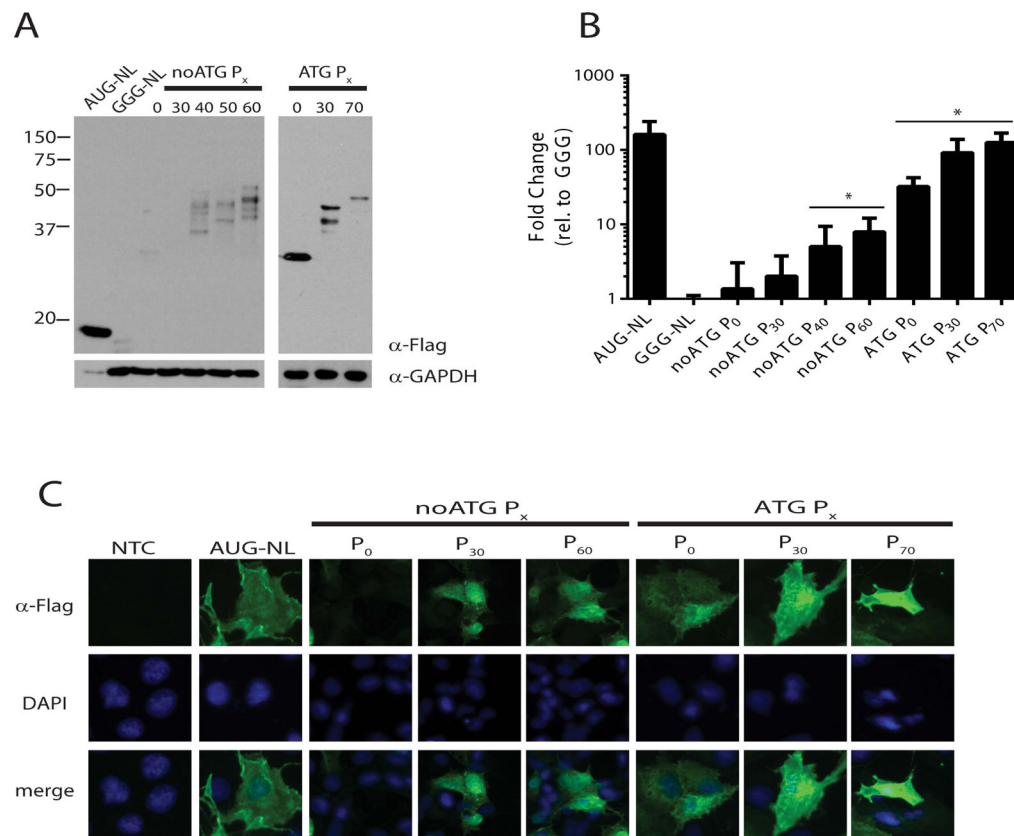 A
AUG-NL
GGG-NL
noATG Px
ATG Px
0 30 40 50 60
0 30 70
150
75
50
37
20
α-Flag
α-GAPDH
B
Fold Change
(rel. to GGG)
1000
100
10
1
*
*
AUG-NL
GGG-NL
noATG P0
noATG P30
noATG P40
noATG P60
ATG P0
ATG P30
ATG P70
C
noATG Px
ATG Px
NTC AUG-NL P0 P30 P60 P0 P30 P70
α-Flag
DAPI
merge